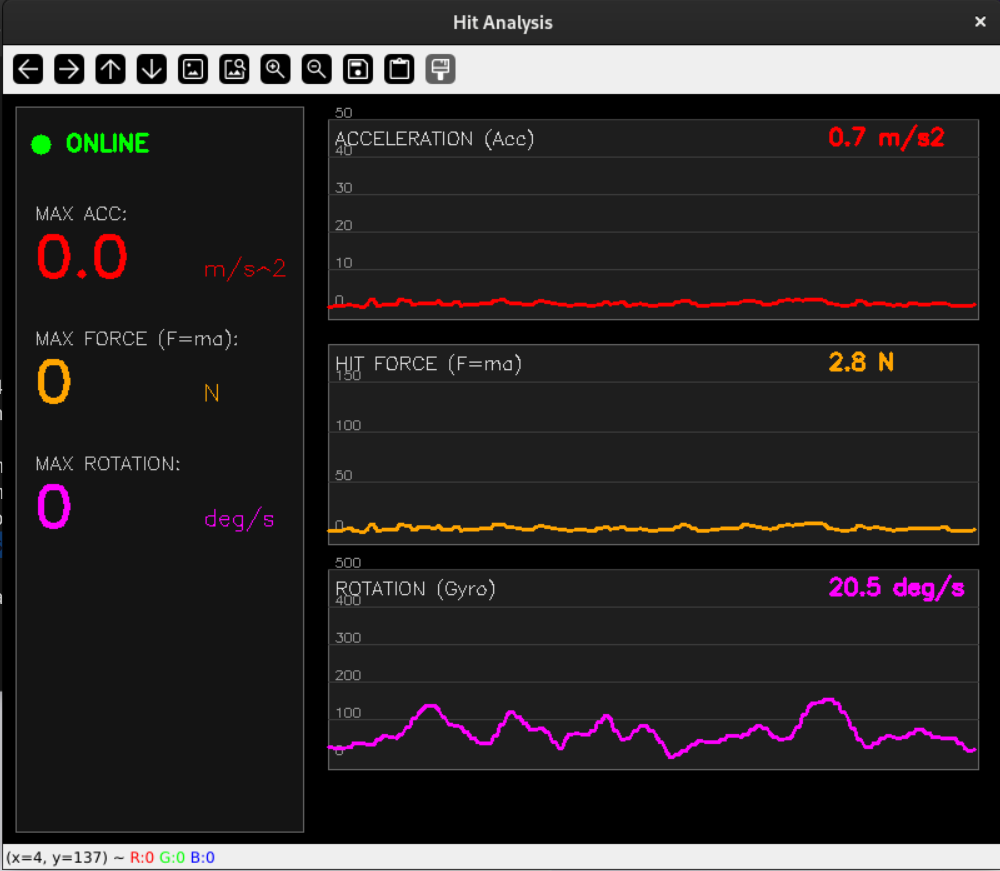 Hit Analysis
ONLINE
MAX ACC:
0.0 m/s^2
MAX FORCE (F=ma):
0 N
MAX ROTATION:
0 deg/s
50
ACCELERATION (Acc) 0.7 m/s2
40
30
20
10
0
HIT FORCE (F=ma) 2.8 N
150
100
50
0
500
ROTATION (Gyro) 20.5 deg/s
400
300
200
100
0
(x=4, y=137) ~ R:0 G:0 B:0